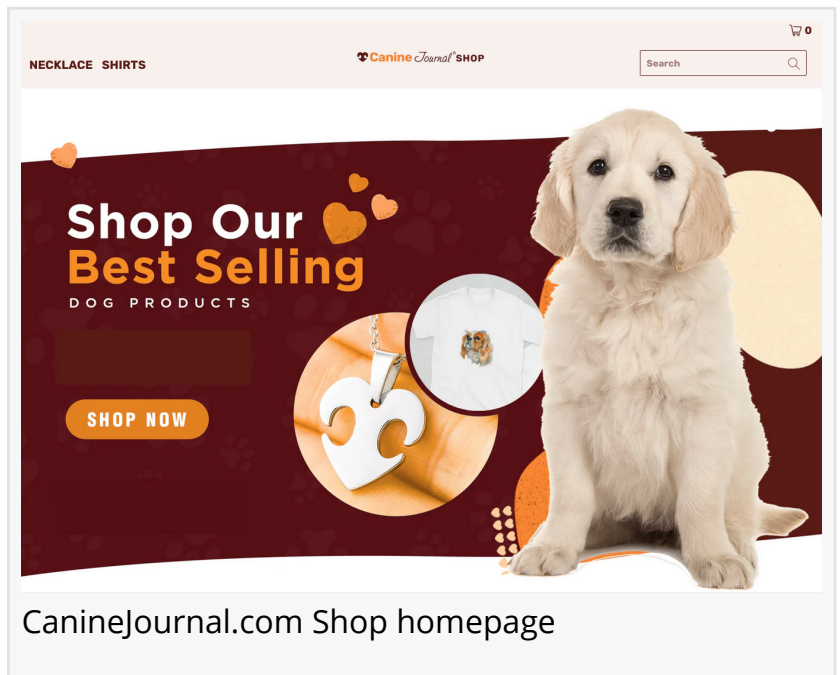 0
NECKLACE SHIRTS
Canine Journal® SHOP
Search
Shop Our
Best Selling
DOG PRODUCTS
SHOP NOW
CanineJournal.com Shop homepage